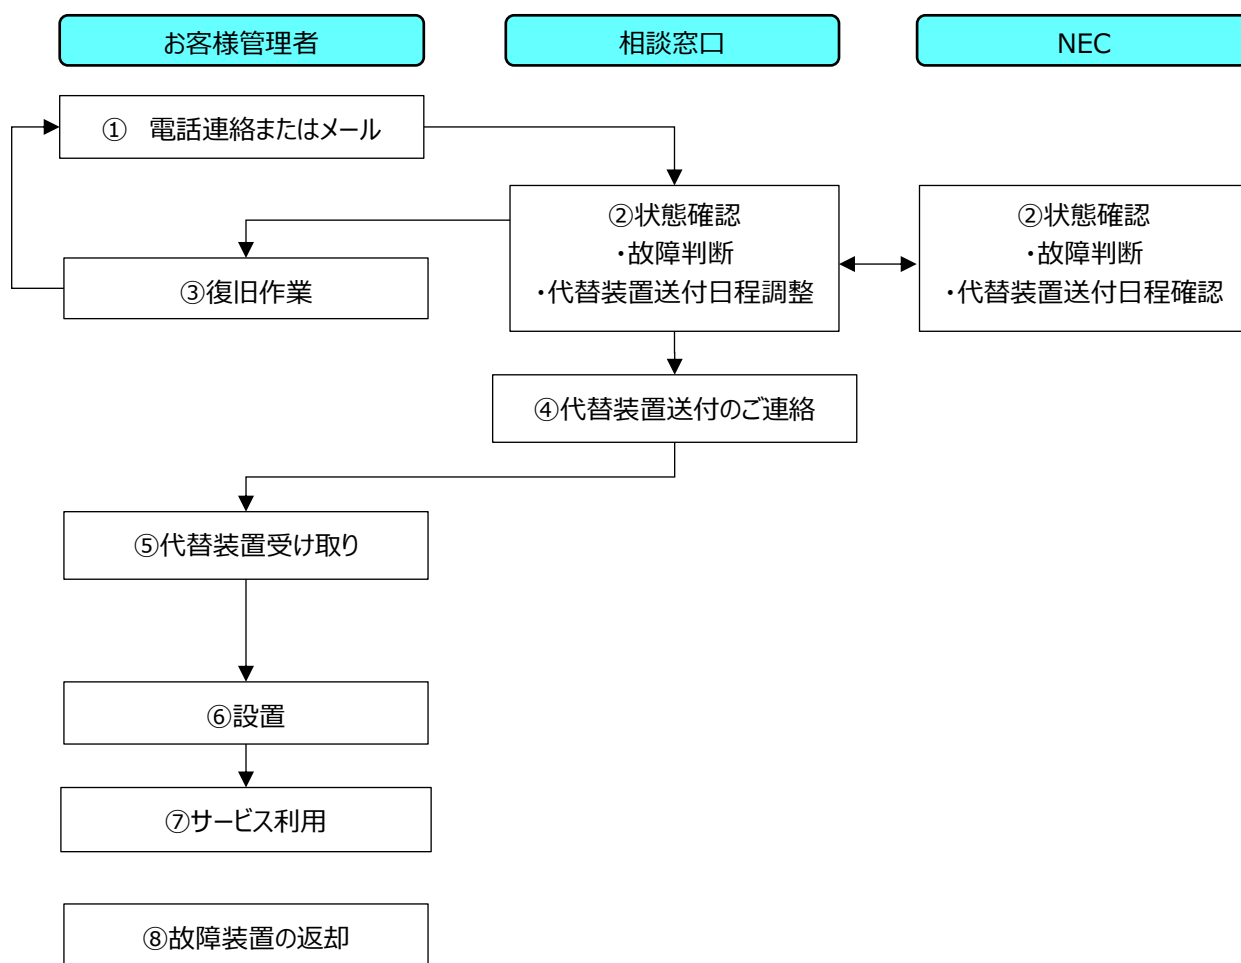 お客様管理者
相談窓口
NEC
① 電話連絡またはメール
②状態確認
・故障判断
・代替装置送付日程調整
②状態確認
・故障判断
・代替装置送付日程確認
③復旧作業
④代替装置送付のご連絡
⑤代替装置受け取り
⑥設置
⑦サービス利用
⑧故障装置の返却